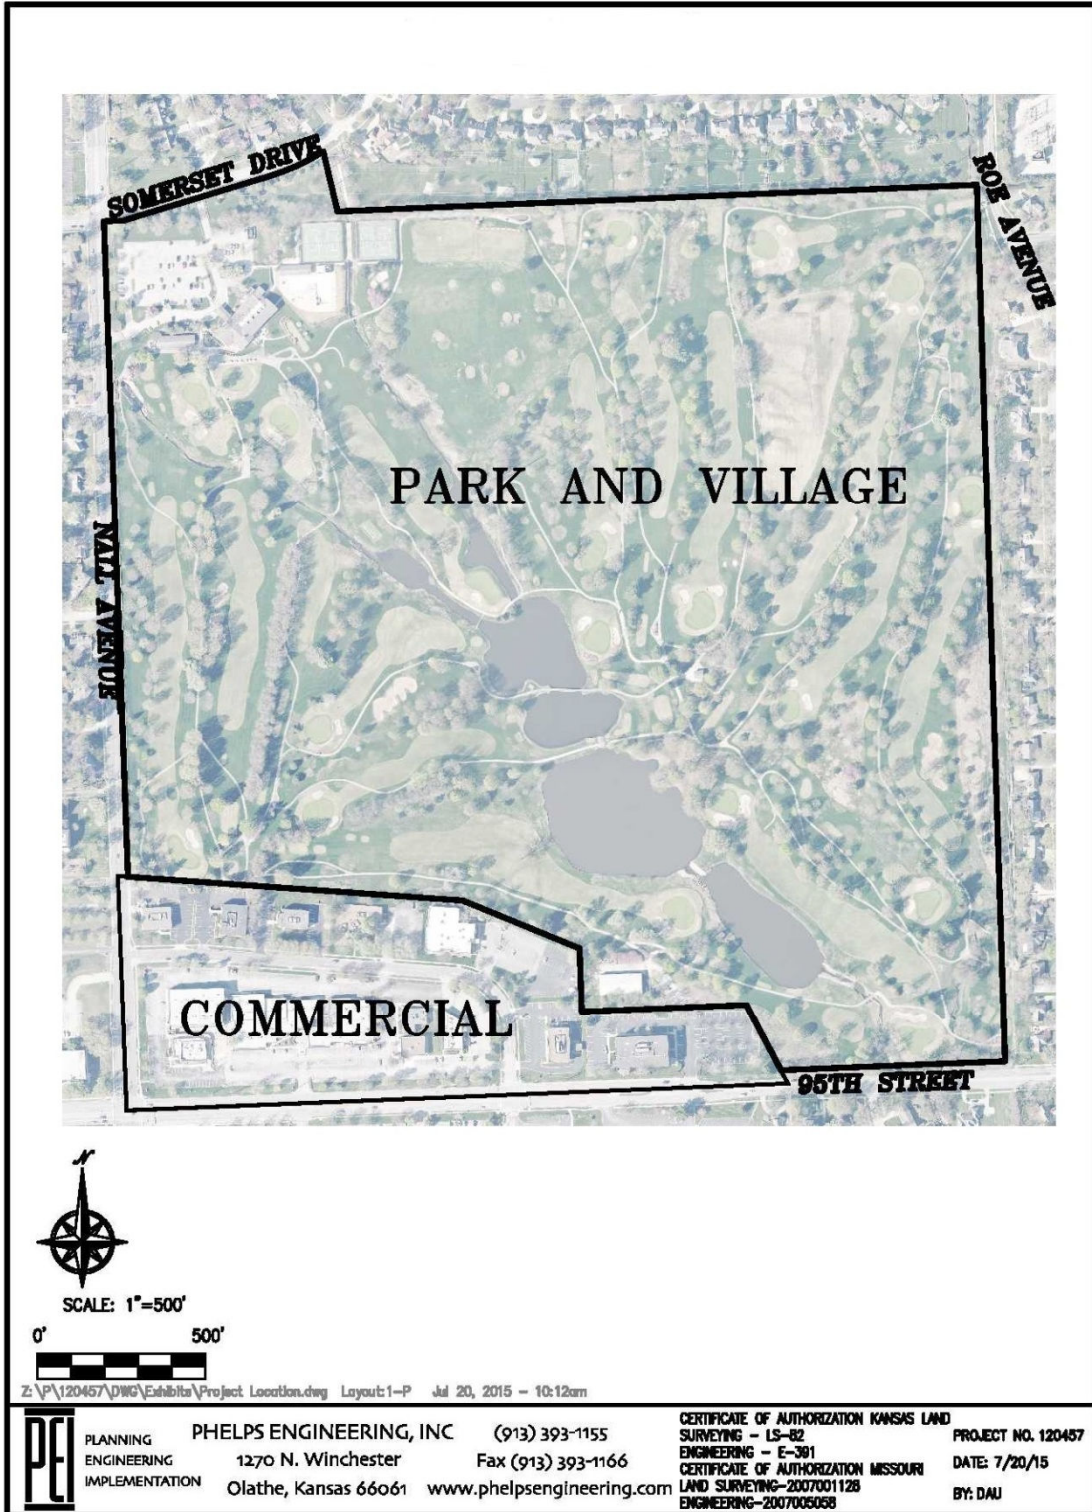 SOMERSET DRIVE
ROE AVENUE
PARK AND VILLAGE
NALL AVENUE
COMMERCIAL
95TH STREET
N
SCALE: 1"=500'
0' 500'
Z:\P\120457\DWG\Exhibits\Project Location.dwg Layout:1-P Jul 20, 2015 - 10:12am
PEI
PLANNING
ENGINEERING
IMPLEMENTATION
PHELPS ENGINEERING, INC
1270 N. Winchester
Olathe, Kansas 66061
(913) 393-1155
Fax (913) 393-1166
www.phelpsengineering.com
CERTIFICATE OF AUTHORIZATION KANSAS LAND
SURVEYING - LS-82
ENGINEERING - E-391
CERTIFICATE OF AUTHORIZATION MISSOURI
LAND SURVEYING-2007001128
ENGINEERING-2007005058
PROJECT NO. 120457
DATE: 7/20/15
BY: DAU